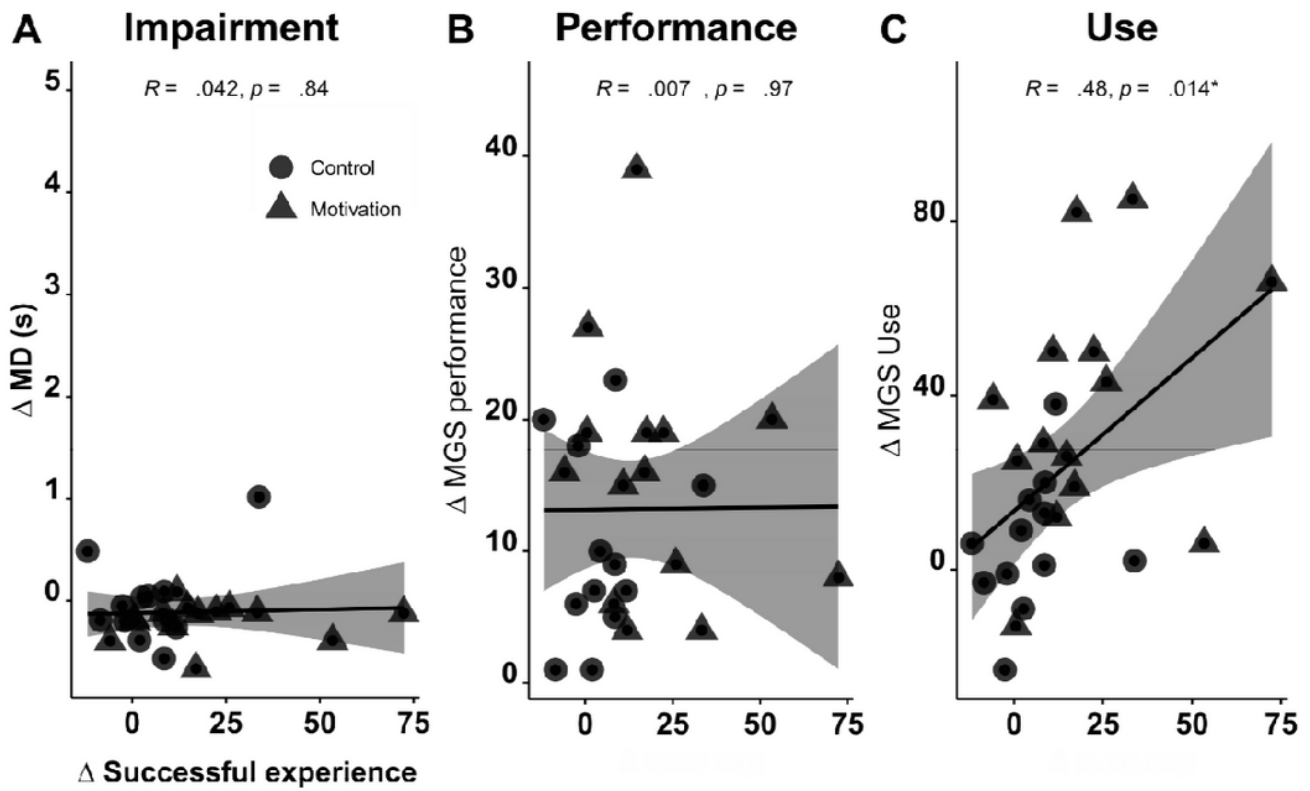 A Impairment
R = .042, p = .84
5
4
3
2
1
0
Δ MD (s)
Control
Motivation
0 25 50 75
Δ Successful experience
B Performance
R = .007 , p = .97
40
30
20
10
0
Δ MGS performance
0 25 50 75
C Use
R = .48, p = .014*
80
40
0
Δ MGS Use
0 25 50 75